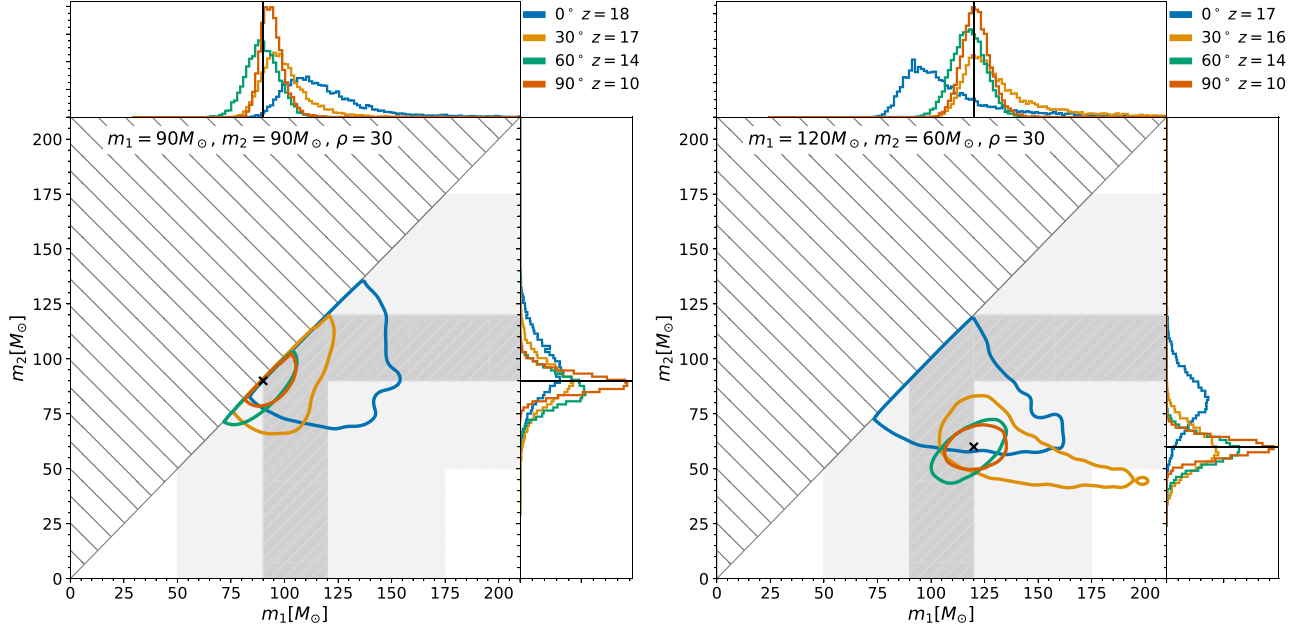 0° z = 18
30° z = 17
60° z = 14
90° z = 10
m₁ = 90M⊙, m₂ = 90M⊙, ρ = 30
200
175
150
125
100
75
50
25
0
m₂[M⊙]
0 25 50 75 100 125 150 175 200
m₁[M⊙]
0° z = 17
30° z = 16
60° z = 14
90° z = 10
m₁ = 120M⊙, m₂ = 60M⊙, ρ = 30
200
175
150
125
100
75
50
25
0
m₂[M⊙]
0 25 50 75 100 125 150 175 200
m₁[M⊙]